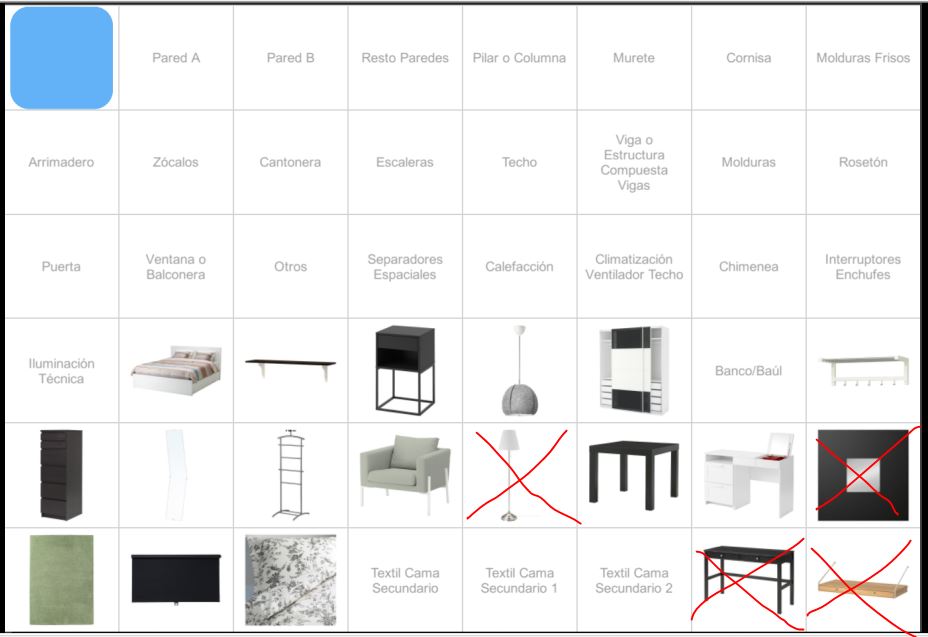 Pared A
Pared B
Resto Paredes
Pilar o Columna
Murete
Cornisa
Molduras Frisos
Arrimadero
Zócalos
Cantonera
Escaleras
Techo
Viga o
Estructura
Compuesta
Vigas
Molduras
Rosetón
Puerta
Ventana o
Balconera
Otros
Separadores
Espaciales
Calefacción
Climatización
Ventilador Techo
Chimenea
Interruptores
Enchufes
Iluminación
Técnica
Banco/Baúl
Textil Cama
Secundario
Textil Cama
Secundario 1
Textil Cama
Secundario 2